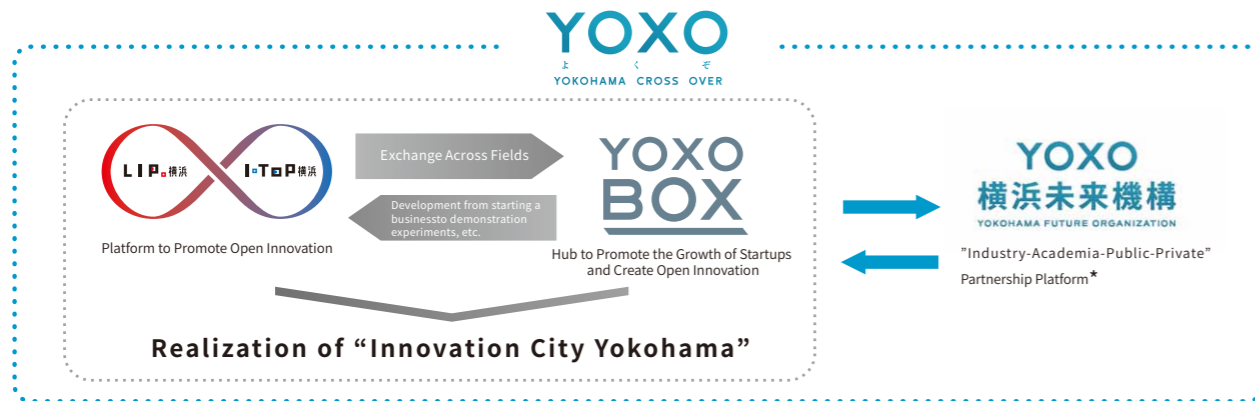 YOXO
よくぞ
YOKOHAMA CROSS OVER
LIP.横浜
I·TOP横浜
Platform to Promote Open Innovation
Exchange Across Fields
Development from starting a
businessto demonstration
experiments, etc.
YOXO
BOX
Hub to Promote the Growth of Startups
and Create Open Innovation
Realization of “Innovation City Yokohama”
YOXO
横浜未来機構
YOKOHAMA FUTURE ORGANIZATION
”Industry-Academia-Public-Private”
Partnership Platform*